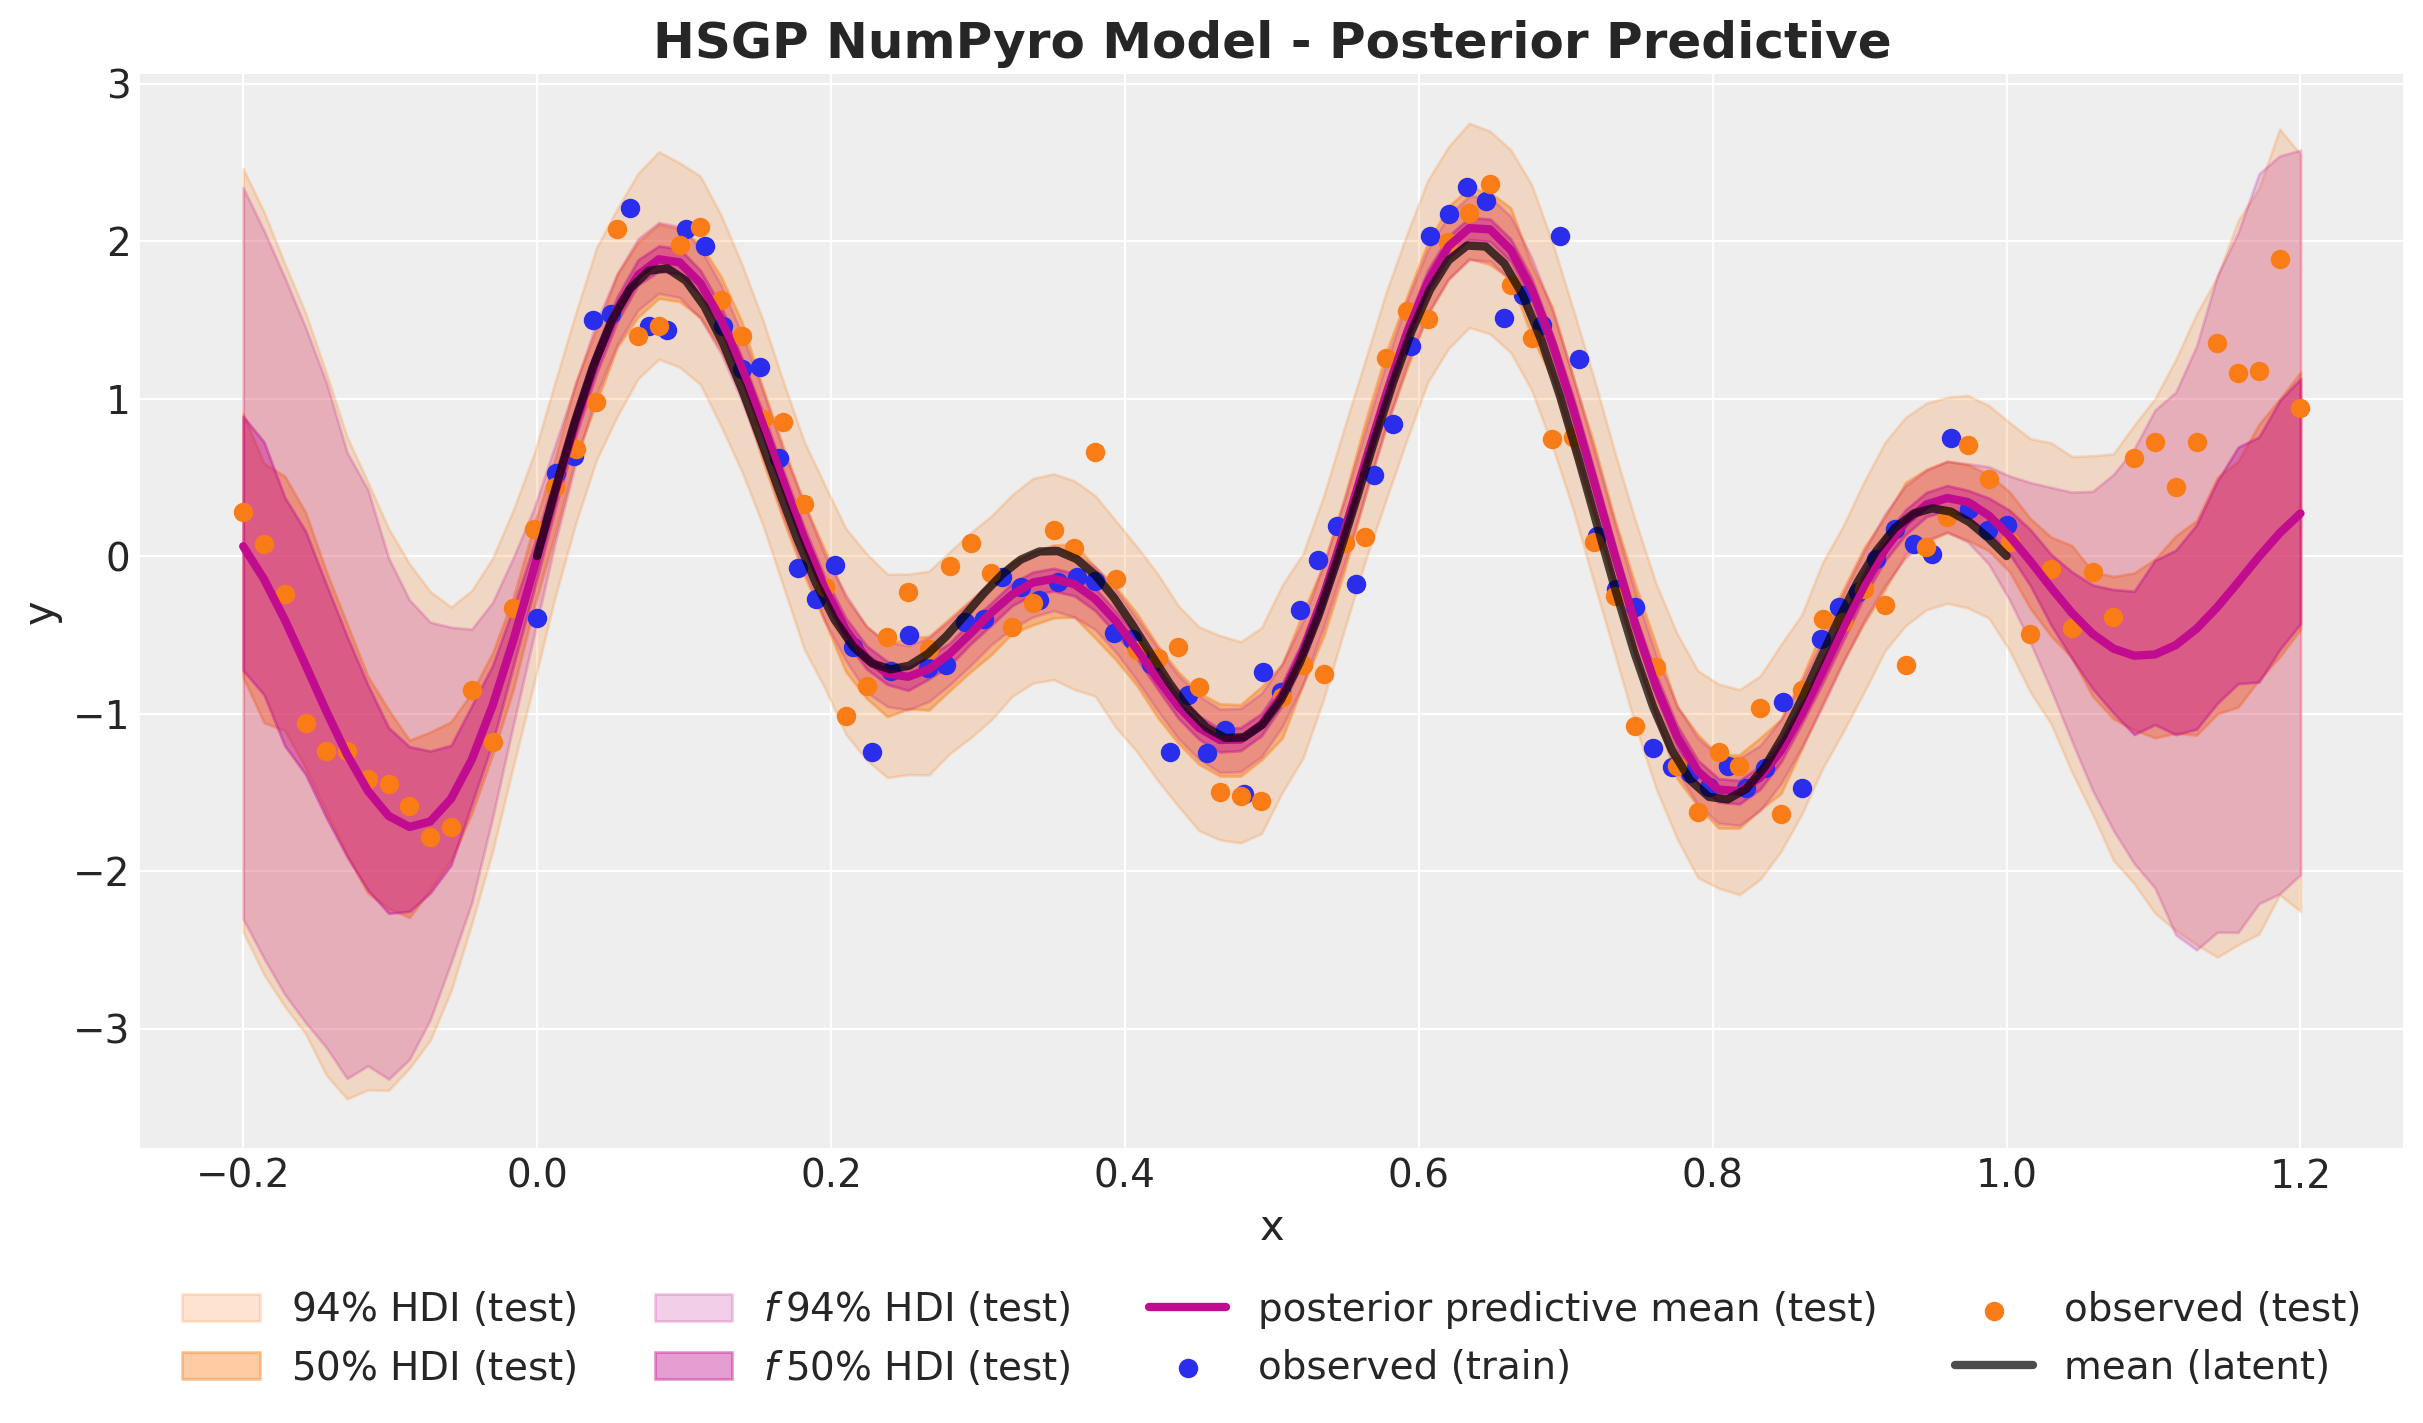 HSGP NumPyro Model - Posterior Predictive
3
2
1
0
−1
−2
−3
y
−0.2 0.0 0.2 0.4 0.6 0.8 1.0 1.2
x
94% HDI (test) f 94% HDI (test) posterior predictive mean (test) observed (test)
50% HDI (test) f 50% HDI (test) observed (train) mean (latent)